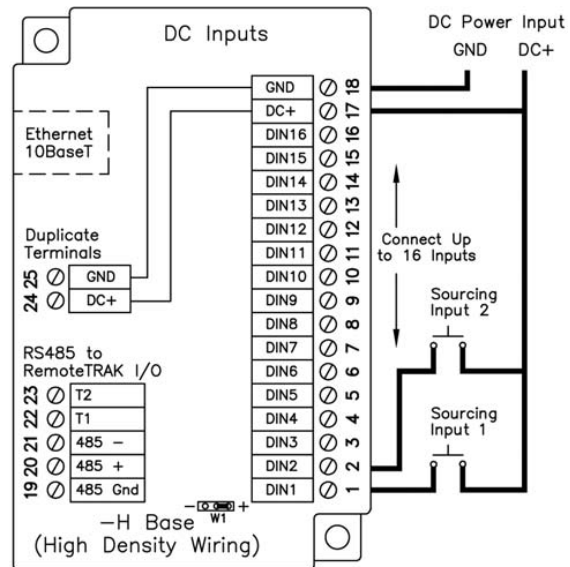 DC Inputs
DC Power Input
GND DC+
GND 18
DC+ 17
DIN16 16
DIN15 15
DIN14 14
DIN13 13
DIN12 12
DIN11 11
DIN10 10
DIN9 9
DIN8 8
DIN7 7
DIN6 6
DIN5 5
DIN4 4
DIN3 3
DIN2 2
DIN1 1
Ethernet
10BaseT
Duplicate
Terminals
25 GND
24 DC+
RS485 to
RemoteTRAK I/O
23 T2
22 T1
21 485 -
20 485 +
19 485 Gnd
- +
W1
-H Base
(High Density Wiring)
Connect Up
to 16 Inputs
Sourcing
Input 2
Sourcing
Input 1